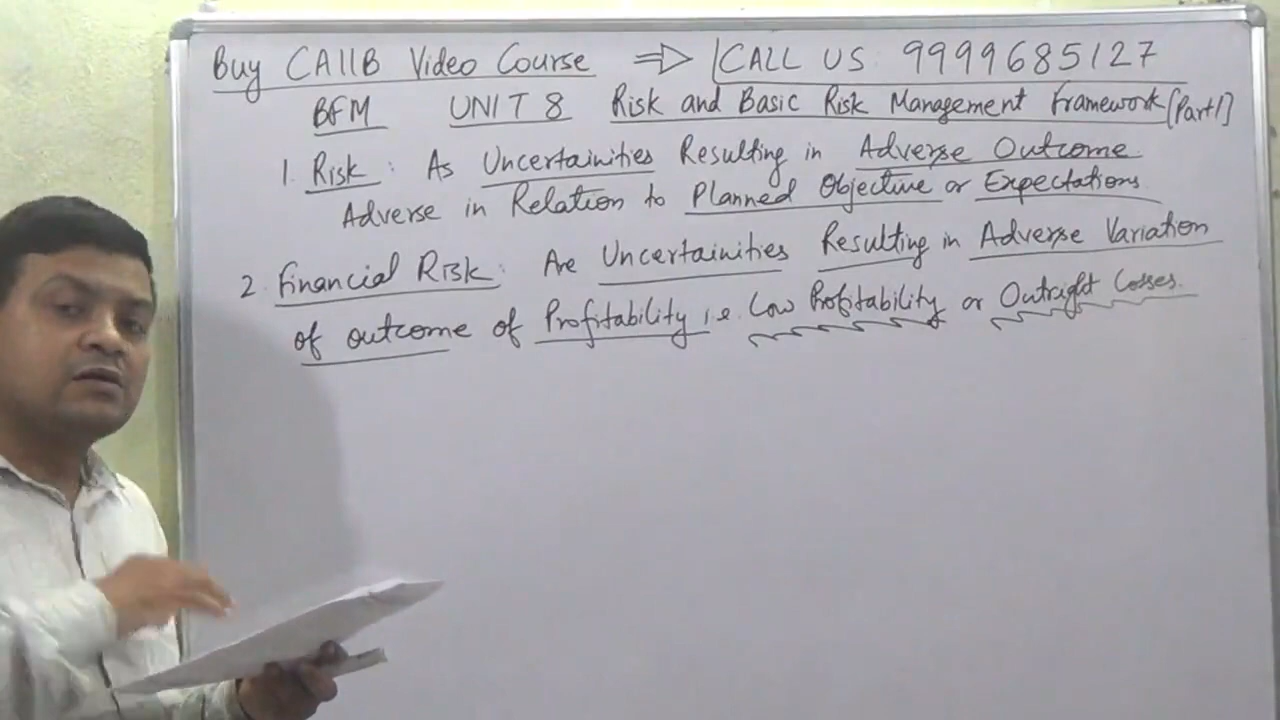 Buy CAIIB Video Course ⇒ CALL US 9999685127
BFM UNIT 8 Risk and Basic Risk Management Framework [Part 1]
1. Risk : As Uncertainities Resulting in Adverse Outcome
Adverse in Relation to Planned Objective or Expectations.
2. Financial Risk : Are Uncertainities Resulting in Adverse Variation
of outcome of Profitability i.e. Low Profitability or Outright Losses.